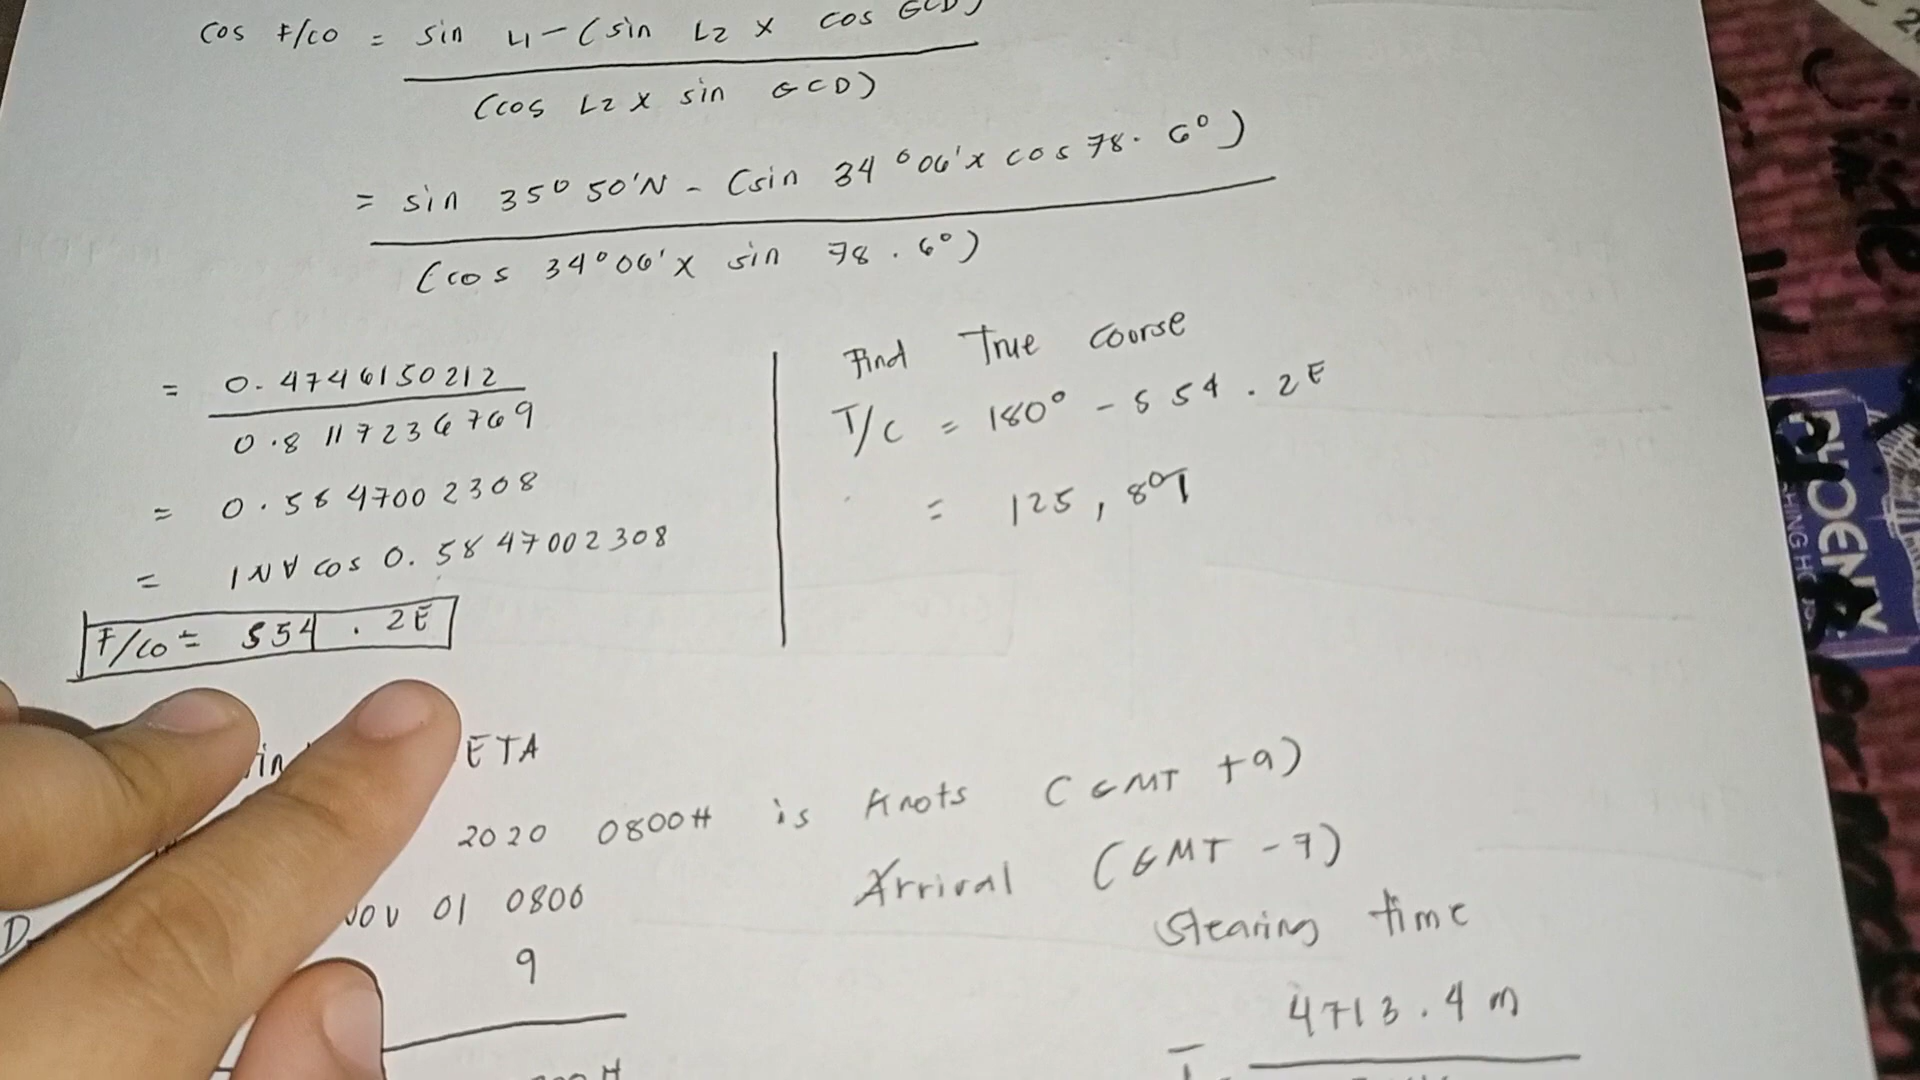 cos F/co = sin L1 - (sin L2 x cos GCD)
(cos L2 x sin GCD)
= sin 35° 50'N - (sin 34° 06' x cos 78.6°)
(cos 34° 06' x sin 78.6°)
= 0.4746150212
0.8117236769
= 0.5847002308
= INV cos 0.5847002308
F/co = S54.2E
Find True Course
T/C = 180° - S54.2E
= 125,8°T
ETA
2020 0800H is Knots (GMT +9)
Arrival (GMT -7)
NOV 01 0800
9
Stearing time
4713.4 m
PHOENIX